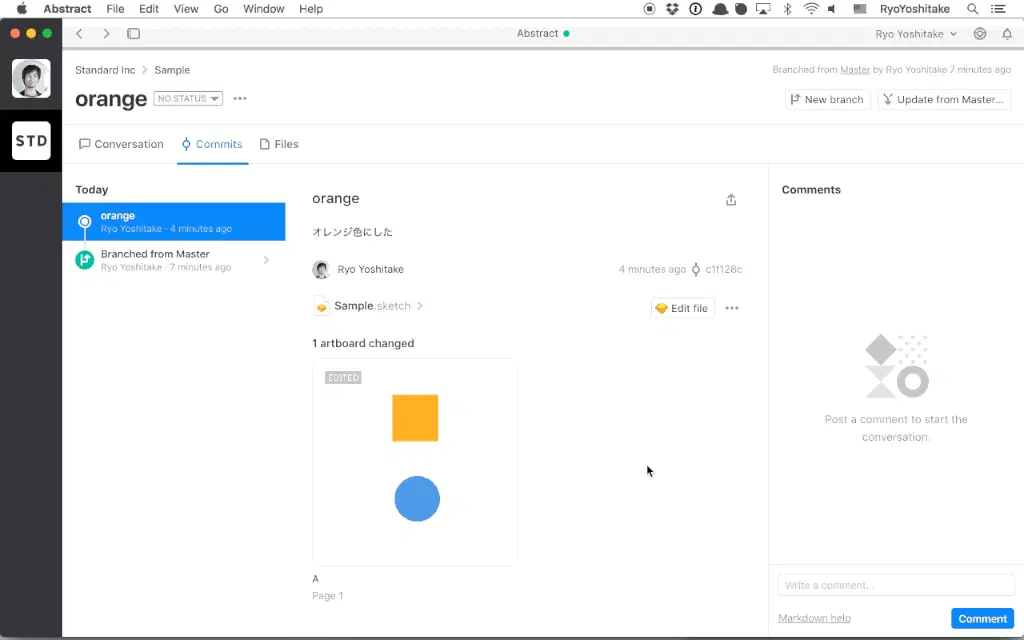 Abstract File Edit View Go Window Help RyoYoshitake
Abstract
Ryo Yoshitake
STD
Standard Inc > Sample
Branched from Master by Ryo Yoshitake 7 minutes ago
orange NO STATUS
New branch
Update from Master...
Conversation Commits Files
Today
orange
Ryo Yoshitake · 4 minutes ago
Branched from Master
Ryo Yoshitake · 7 minutes ago
orange
オレンジ色にした
Ryo Yoshitake 4 minutes ago c1f128c
Sample.sketch
Edit file
1 artboard changed
EDITED
A
Page 1
Comments
Post a comment to start the
conversation.
Write a comment...
Markdown help
Comment